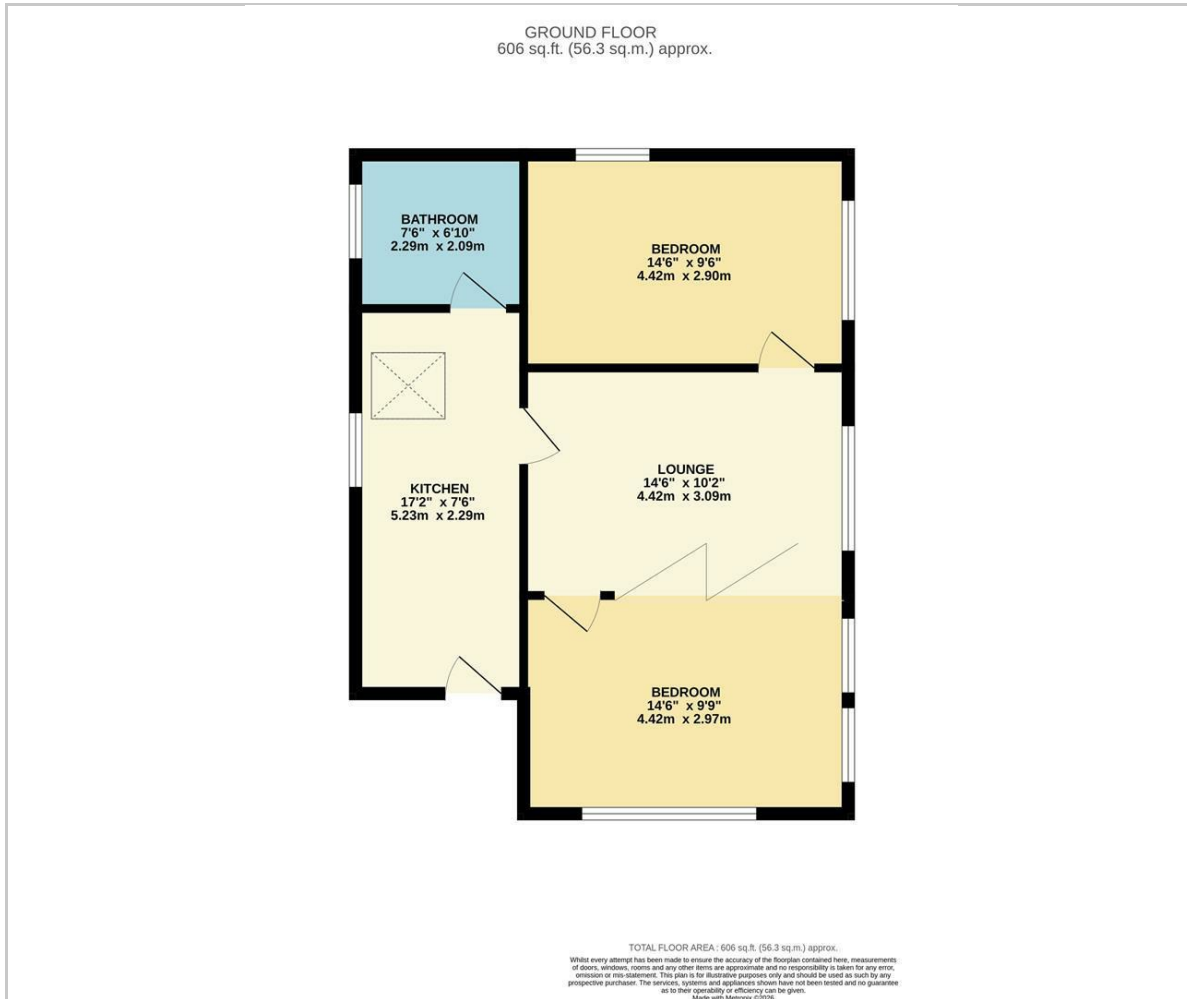 GROUND FLOOR
606 sq.ft. (56.3 sq.m.) approx.
BATHROOM
7'6" x 6'10"
2.29m x 2.09m
BEDROOM
14'6" x 9'6"
4.42m x 2.90m
LOUNGE
14'6" x 10'2"
4.42m x 3.09m
KITCHEN
17'2" x 7'6"
5.23m x 2.29m
BEDROOM
14'6" x 9'9"
4.42m x 2.97m
TOTAL FLOOR AREA : 606 sq.ft. (56.3 sq.m.) approx.
Whilst every attempt has been made to ensure the accuracy of the floorplan contained here, measurements
of doors, windows, rooms and any other items are approximate and no responsibility is taken for any error,
omission or mis-statement. This plan is for illustrative purposes only and should be used as such by any
prospective purchaser. The services, systems and appliances shown have not been tested and no guarantee
as to their operability or efficiency can be given.
Made with Metropix ©2026